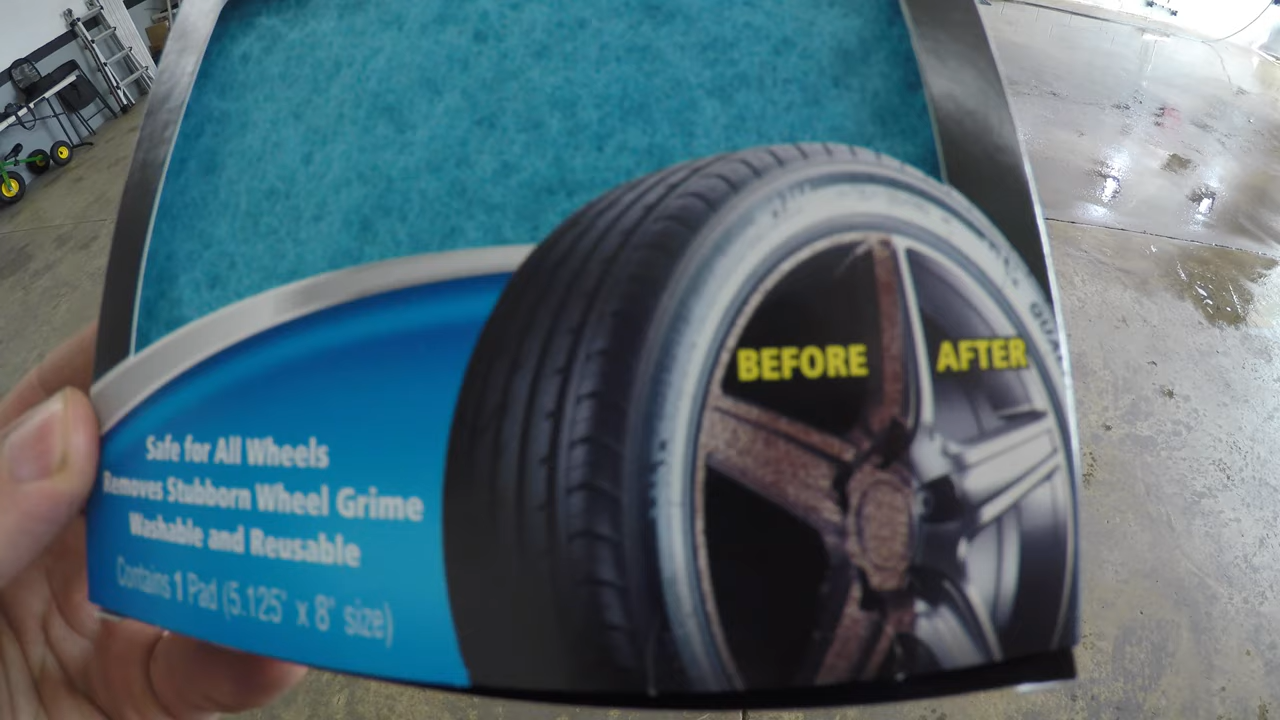 BEFORE AFTER
Safe for All Wheels
Removes Stubborn Wheel Grime
Washable and Reusable
Contains 1 Pad (5.125" x 8" size)